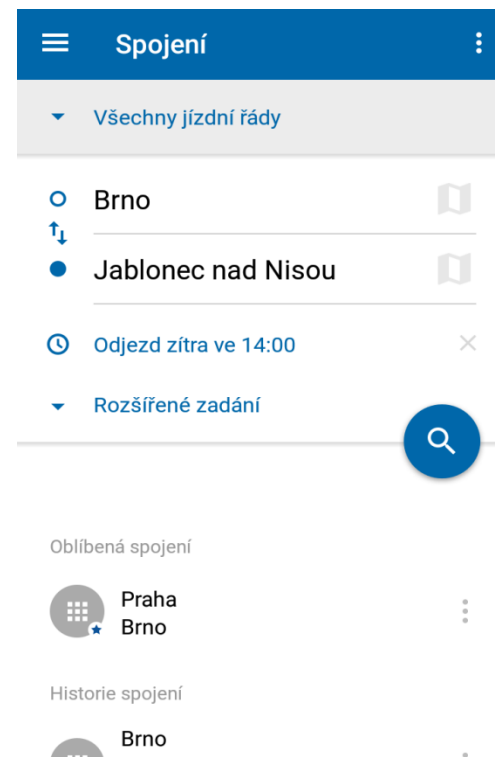 Spojení
Všechny jízdní řády
Brno
Jablonec nad Nisou
Odjezd zítra ve 14:00
Rozšířené zadání
Oblíbená spojení
Praha
Brno
Historie spojení
Brno